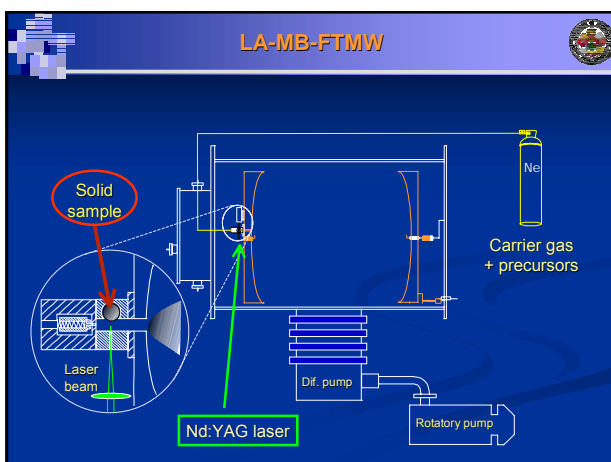 LA-MB-FTMW
Solid
sample
Ne
Carrier gas
+ precursors
Laser
beam
Dif. pump
Nd:YAG laser
Rotatory pump